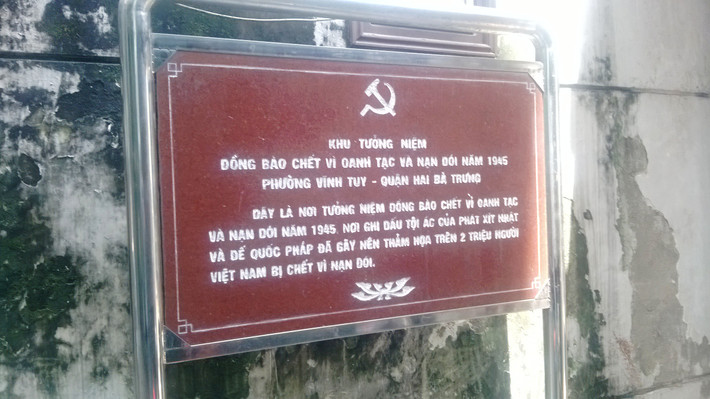 KHU TƯỞNG NIỆM
ĐỒNG BÀO CHẾT VÌ OANH TẠC VÀ NẠN ĐÓI NĂM 1945
PHƯỜNG VĨNH TUY - QUẬN HAI BÀ TRƯNG
ĐÂY LÀ NƠI TƯỞNG NIỆM ĐỒNG BÀO CHẾT VÌ OANH TẠC
VÀ NẠN ĐÓI NĂM 1945. NƠI GHI DẤU TỘI ÁC CỦA PHÁT XÍT NHẬT
VÀ ĐẾ QUỐC PHÁP ĐÃ GÂY NÊN THẢM HỌA TRÊN 2 TRIỆU NGƯỜI
VIỆT NAM BỊ CHẾT VÌ NẠN ĐÓI.